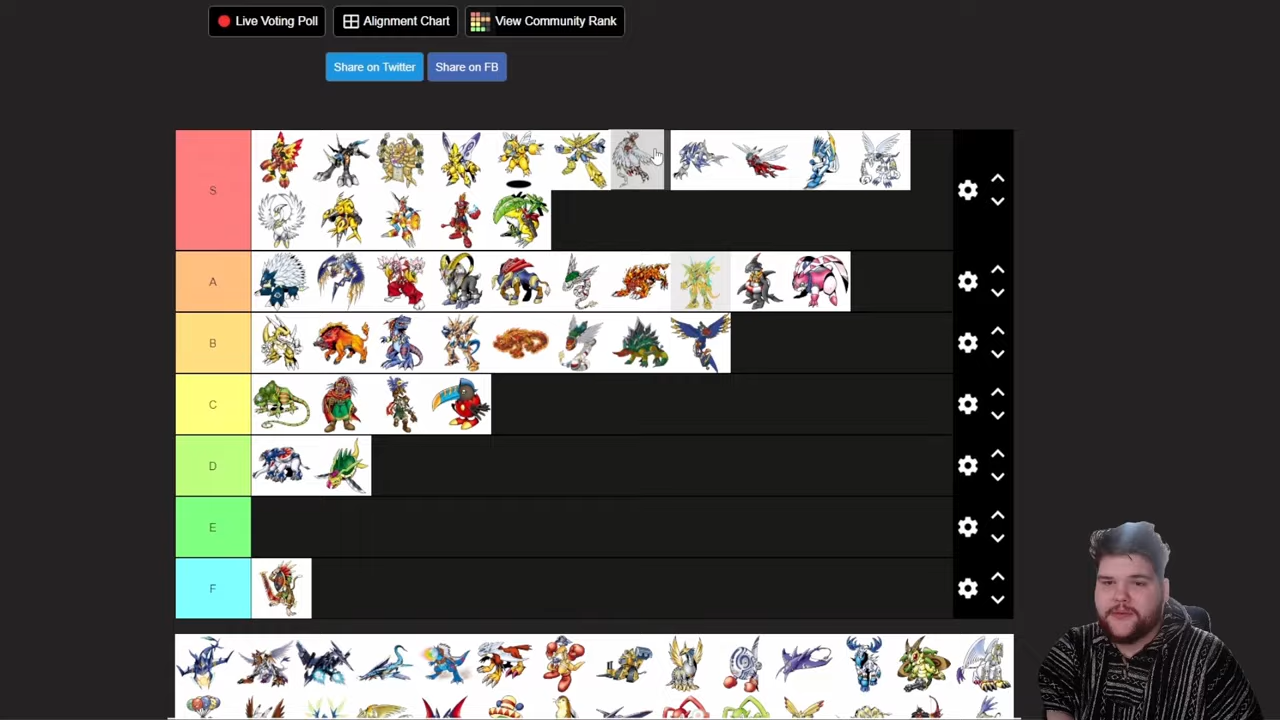 Live Voting Poll Alignment Chart View Community Rank
Share on Twitter Share on FB
S
A
B
C
D
E
F